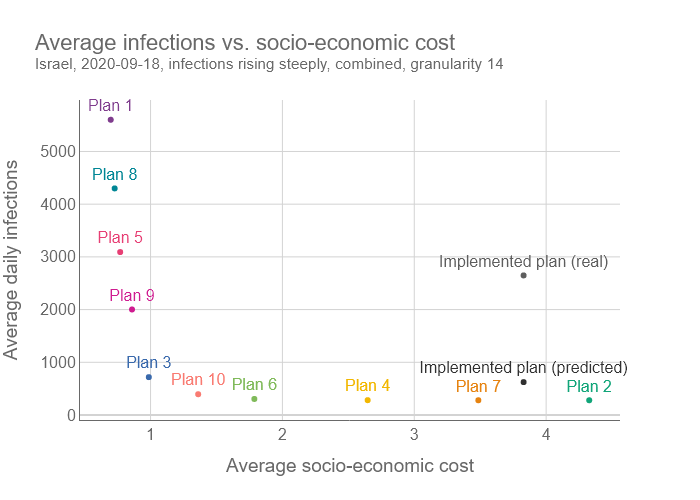 Average infections vs. socio-economic cost
Israel, 2020-09-18, infections rising steeply, combined, granularity 14
Plan 1
5000
Plan 8
4000
Plan 5
3000
Implemented plan (real)
Plan 9
2000
1000
Plan 3
Implemented plan (predicted)
Plan 10
Plan 6
Plan 4
Plan 7
Plan 2
0
1
2
3
4
Average daily infections
Average socio-economic cost